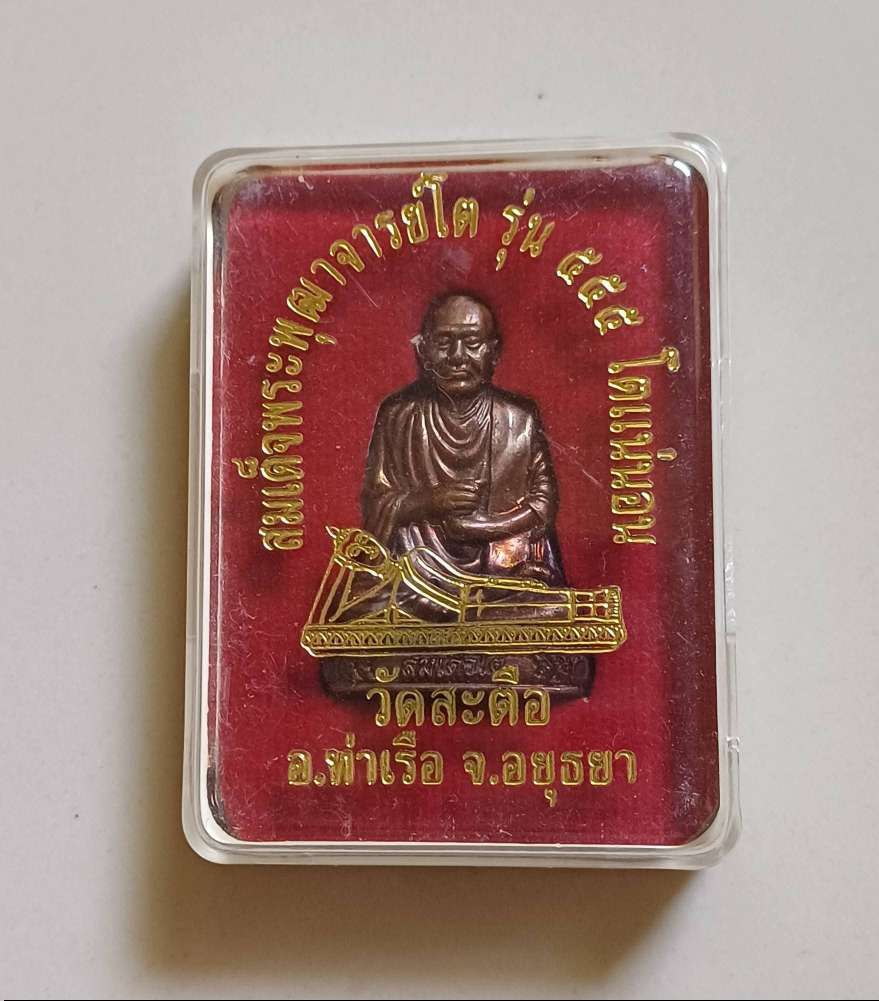 สมเด็จพระพุฒาจารย์โต รุ่น ๕๕๕ โตแน่นอน
วัดสะตือ
อ.ท่าเรือ จ.อยุธยา